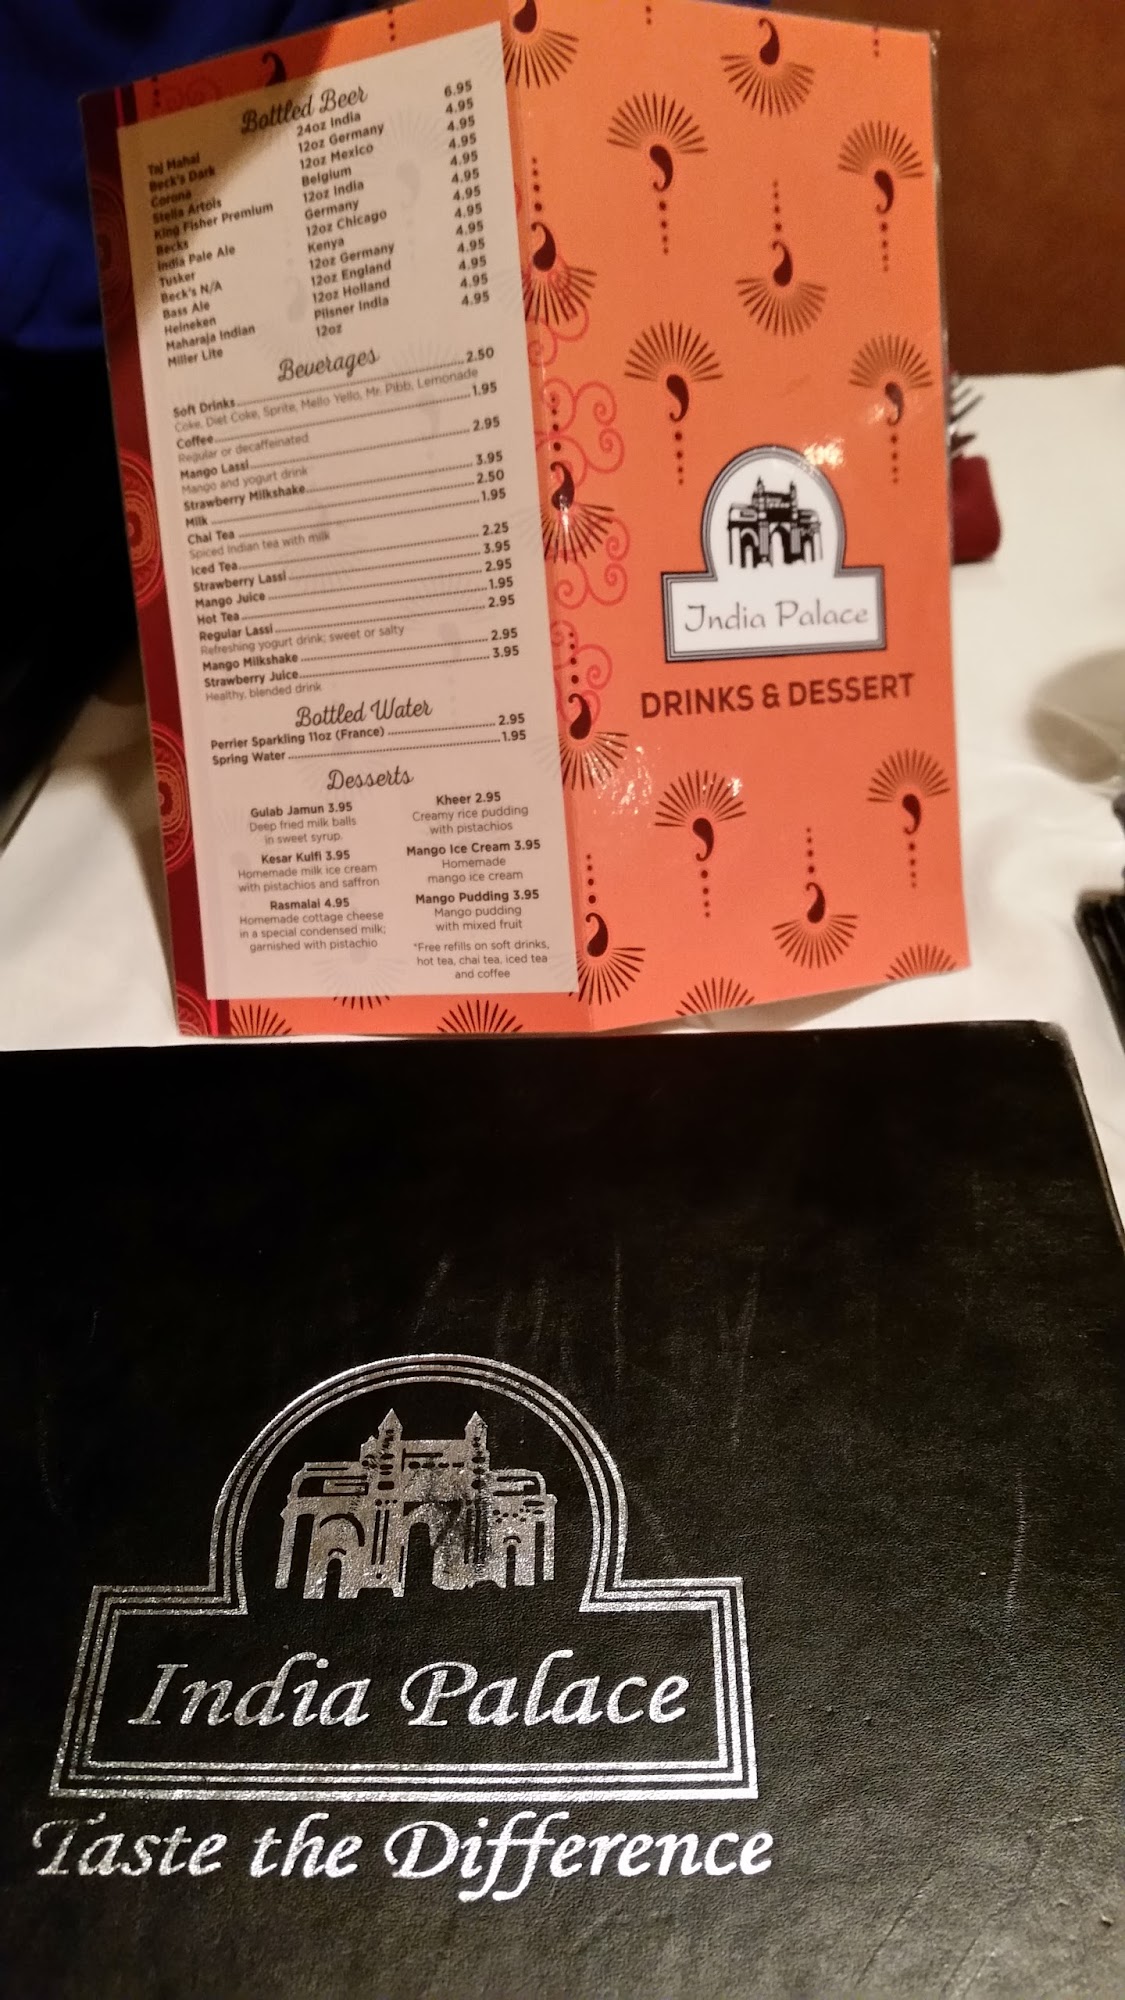 Bottled Beer
Taj Mahal 24oz India 6.95
Beck's Dark 12oz Germany 4.95
Corona 12oz Mexico 4.95
Stella Artois Belgium 4.95
King Fisher Premium 12oz India 4.95
Becks Germany 4.95
India Pale Ale 12oz Chicago 4.95
Tusker Kenya 4.95
Beck's N/A 12oz Germany 4.95
Bass Ale 12oz England 4.95
Heineken 12oz Holland 4.95
Maharaja Indian Pilsner India 4.95
Miller Lite 12oz 4.95
Beverages
Soft Drinks 2.50
Coke, Diet Coke, Sprite, Mello Yello, Mr. Pibb, Lemonade
Coffee 1.95
Regular or decaffeinated
Mango Lassi 2.95
Mango and yogurt drink
Strawberry Milkshake 3.95
Milk 2.50
Chai Tea 1.95
Spiced Indian tea with milk
Iced Tea 2.25
Strawberry Lassi 3.95
Mango Juice 2.95
Hot Tea 1.95
Regular Lassi 2.95
Refreshing yogurt drink; sweet or salty
Mango Milkshake 2.95
Strawberry Juice 3.95
Healthy, blended drink
Bottled Water
Perrier Sparkling 11oz (France) 2.95
Spring Water 1.95
Desserts
Gulab Jamun 3.95
Deep fried milk balls
in sweet syrup.
Kesar Kulfi 3.95
Homemade milk ice cream
with pistachios and saffron
Rasmalai 4.95
Homemade cottage cheese
in a special condensed milk;
garnished with pistachio
Kheer 2.95
Creamy rice pudding
with pistachios
Mango Ice Cream 3.95
Homemade
mango ice cream
Mango Pudding 3.95
Mango pudding
with mixed fruit
*Free refills on soft drinks,
hot tea, chai tea, iced tea
and coffee
India Palace
DRINKS & DESSERT
India Palace
Taste the Difference